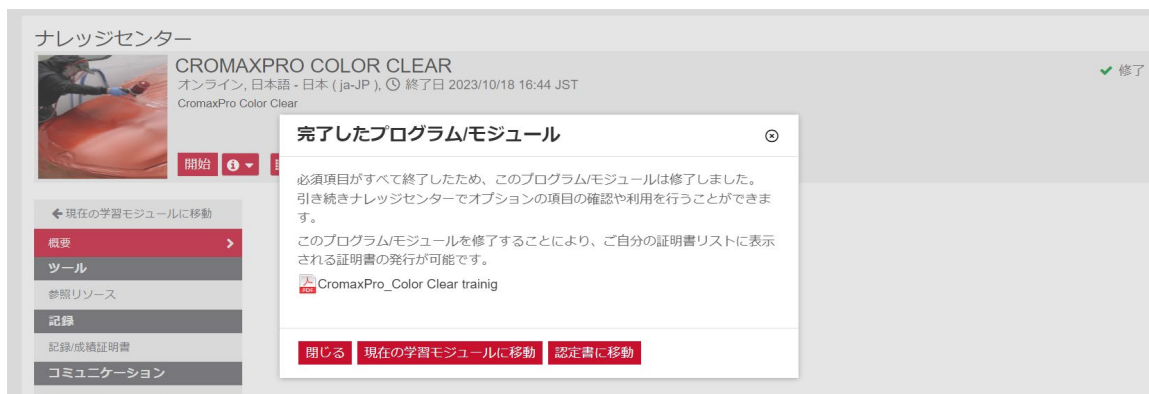 ナレッジセンター
CROMAXPRO COLOR CLEAR
オンライン, 日本語 - 日本 ( ja-JP ), 終了日 2023/10/18 16:44 JST
CromaxPro Color Clear
修了
開始
完了したプログラム/モジュール
必須項目がすべて終了したため、このプログラム/モジュールは修了しました。
引き続きナレッジセンターでオプションの項目の確認や利用を行うことができま
す。
このプログラム/モジュールを修了することにより、ご自分の証明書リストに表示
される証明書の発行が可能です。
CromaxPro_Color Clear trainig
閉じる 現在の学習モジュールに移動 認定書に移動
現在の学習モジュールに移動
概要
ツール
参照リソース
記録
記録/成績証明書
コミュニケーション